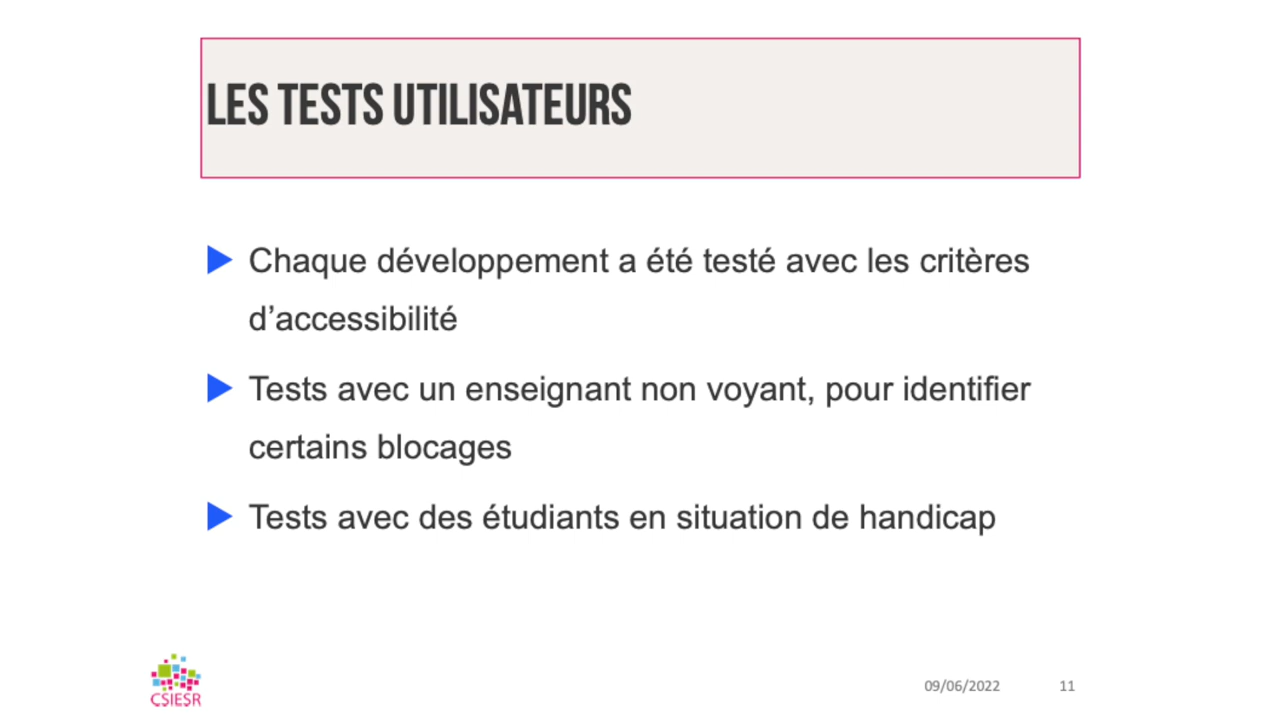 LES TESTS UTILISATEURS
Chaque développement a été testé avec les critères
d’accessibilité
Tests avec un enseignant non voyant, pour identifier
certains blocages
Tests avec des étudiants en situation de handicap
CSIESR
09/06/2022
11